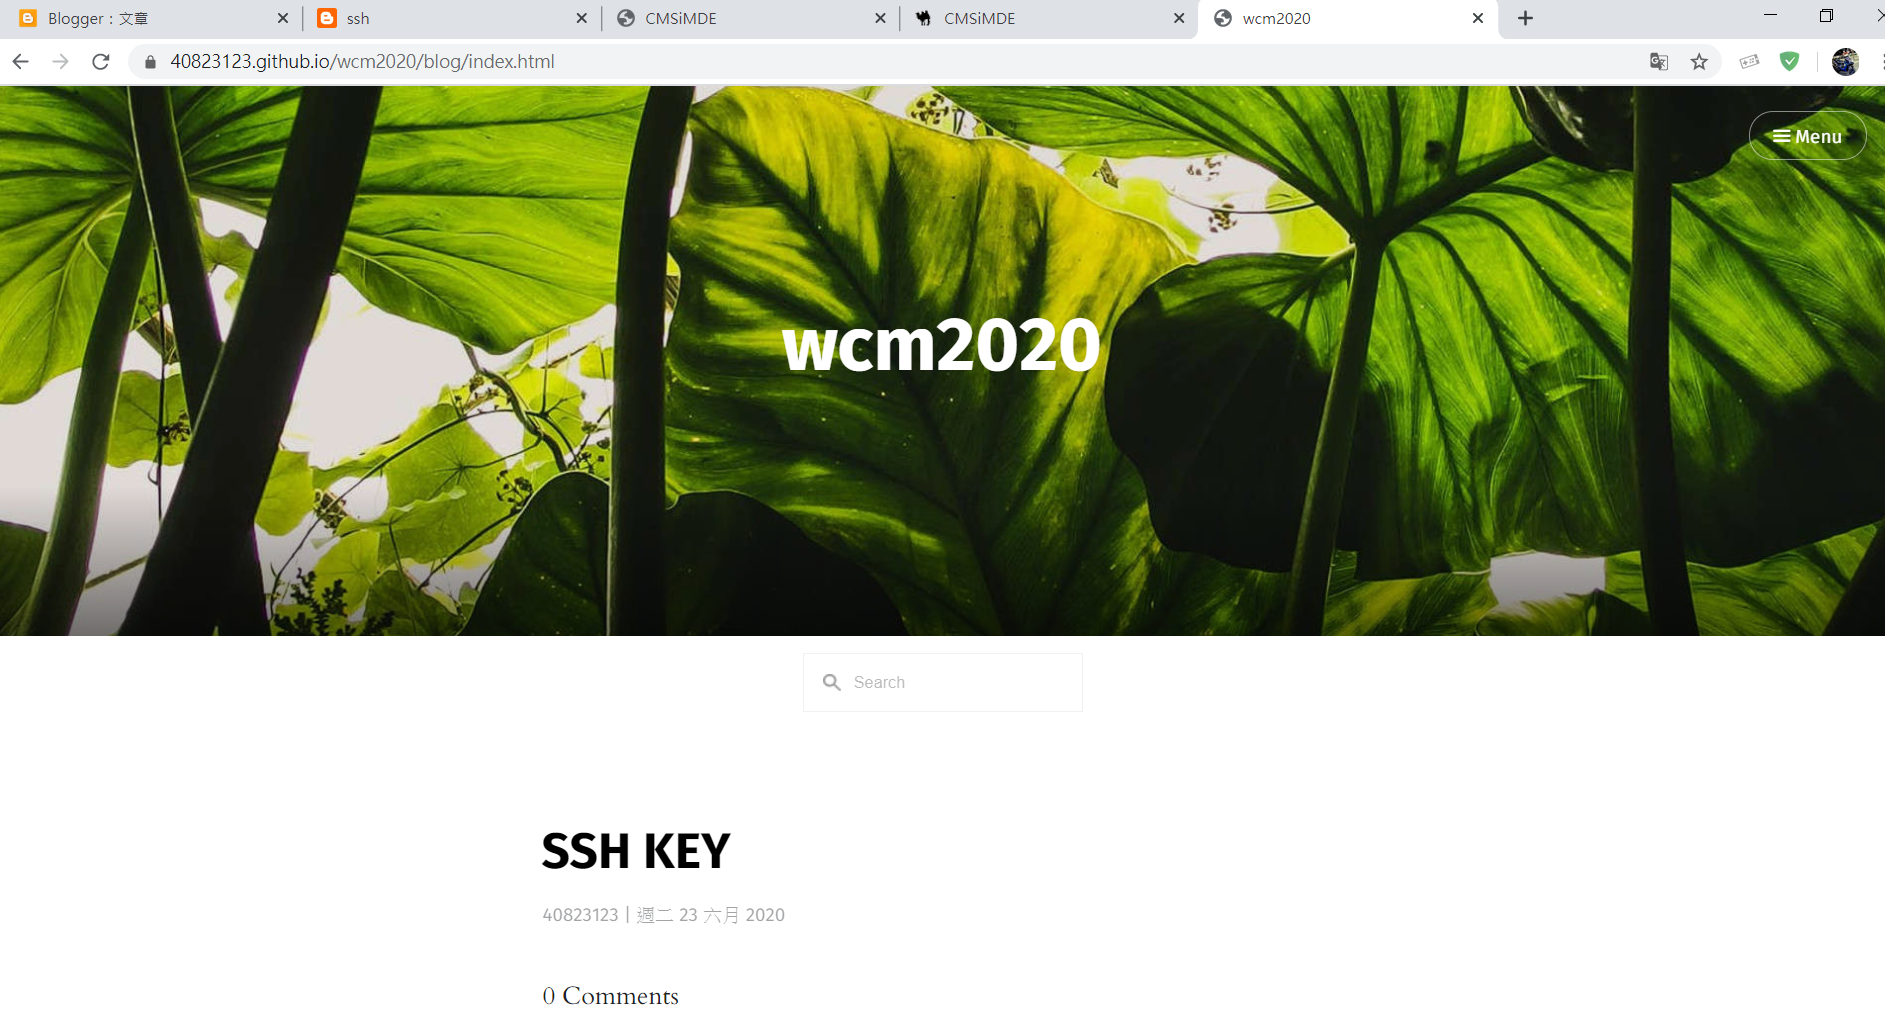 Blogger：文章
ssh
CMSiMDE
CMSiMDE
wcm2020
40823123.github.io/wcm2020/blog/index.html
Menu
wcm2020
Search
SSH KEY
40823123 | 週二 23 六月 2020
0 Comments